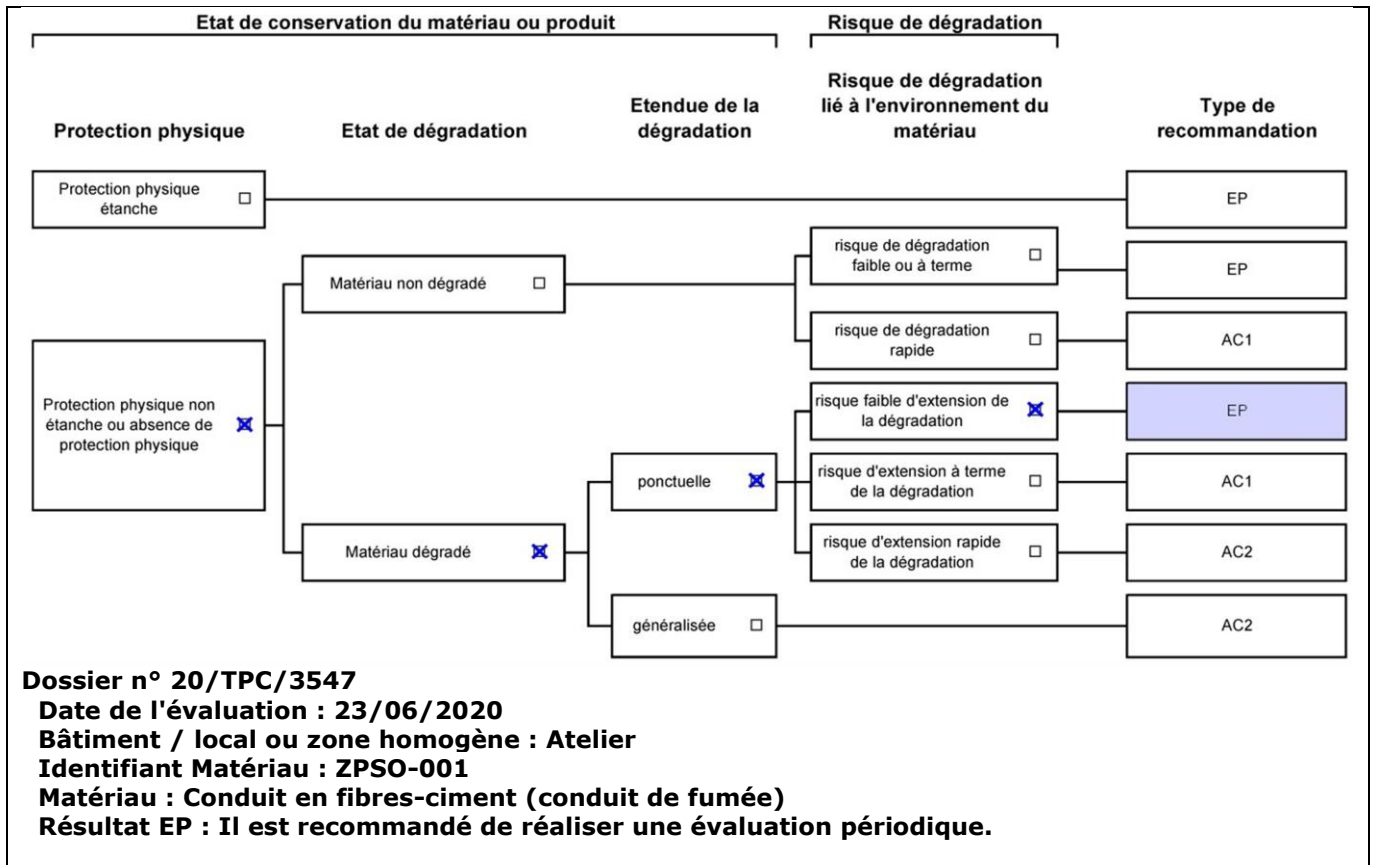 Etat de conservation du matériau ou produit
Risque de dégradation
Protection physique
Etat de dégradation
Etendue de la
dégradation
Risque de dégradation
lié à l'environnement du
matériau
Type de
recommandation
Protection physique
étanche
EP
Matériau non dégradé
risque de dégradation
faible ou à terme
EP
risque de dégradation
rapide
AC1
Protection physique non
étanche ou absence de
protection physique
risque faible d'extension de
la dégradation
EP
ponctuelle
risque d'extension à terme
de la dégradation
AC1
Matériau dégradé
risque d'extension rapide
de la dégradation
AC2
généralisée
AC2
Dossier n° 20/TPC/3547
Date de l'évaluation : 23/06/2020
Bâtiment / local ou zone homogène : Atelier
Identifiant Matériau : ZPSO-001
Matériau : Conduit en fibres-ciment (conduit de fumée)
Résultat EP : Il est recommandé de réaliser une évaluation périodique.